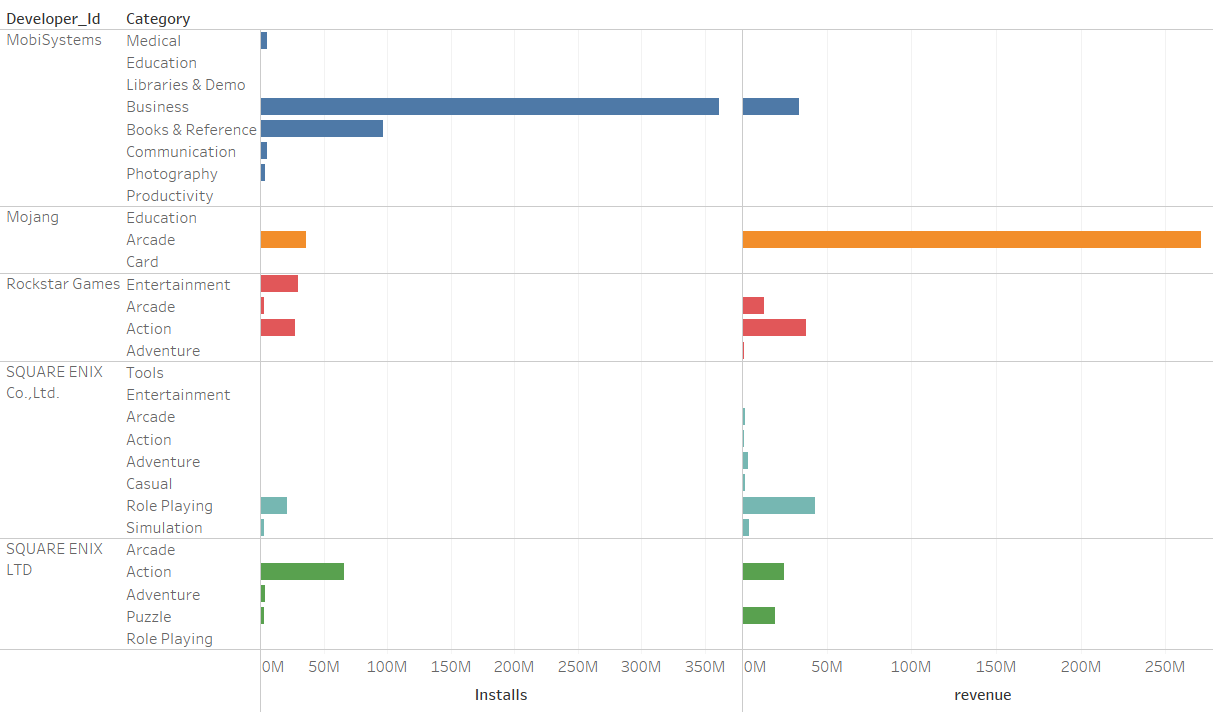 Developer_Id Category
MobiSystems Medical
Education
Libraries & Demo
Business
Books & Reference
Communication
Photography
Productivity
Mojang Education
Arcade
Card
Rockstar Games Entertainment
Arcade
Action
Adventure
SQUARE ENIX Tools
Co.,Ltd. Entertainment
Arcade
Action
Adventure
Casual
Role Playing
Simulation
SQUARE ENIX Arcade
LTD Action
Adventure
Puzzle
Role Playing
0M 50M 100M 150M 200M 250M 300M 350M 0M 50M 100M 150M 200M 250M
Installs revenue